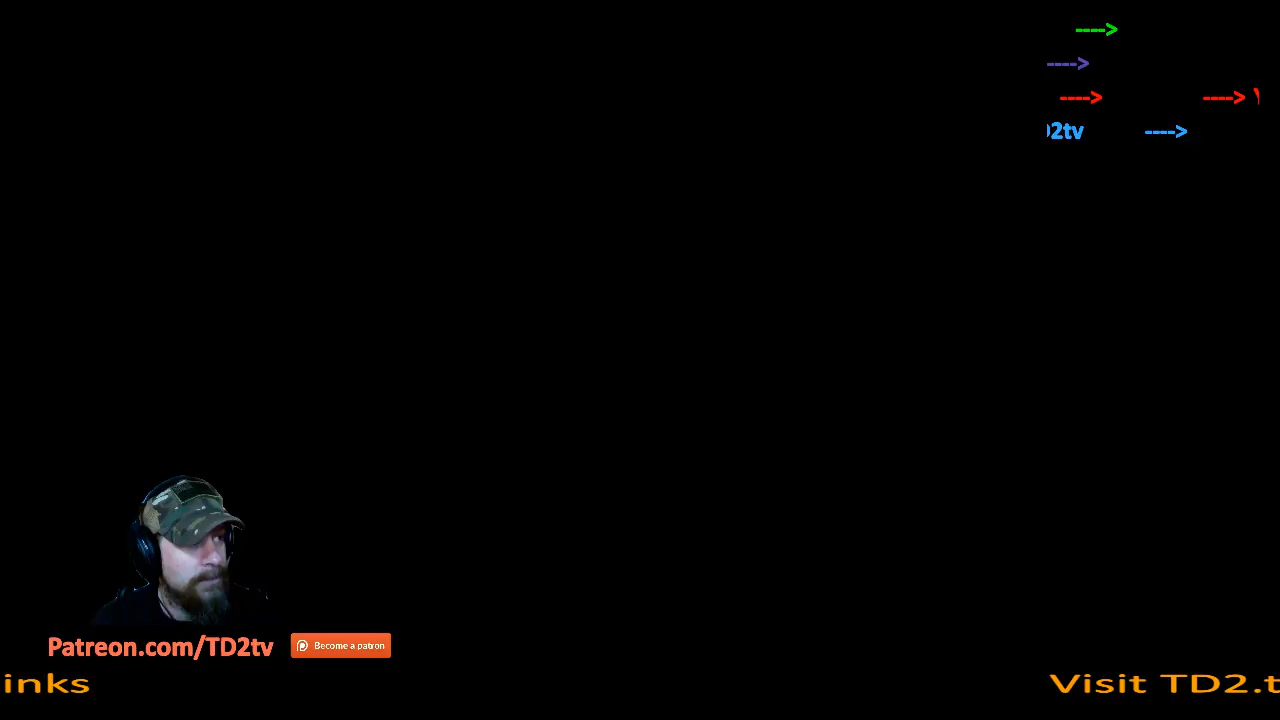 ---->
---->
----> ---->
2tv ---->
Patreon.com/TD2tv Become a patron
inks Visit TD2.t